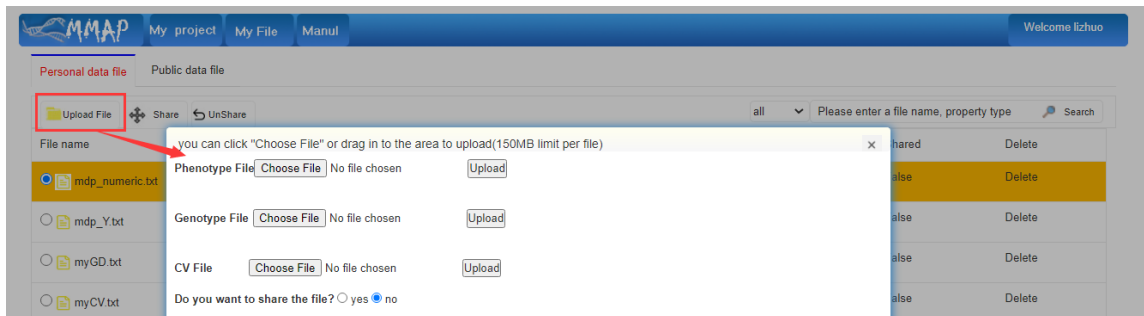 MMAP My project My File Manul Welcome lizhuo
Personal data file Public data file
Upload File Share UnShare all Please enter a file name, property type Search
File name you can click "Choose File" or drag in to the area to upload(150MB limit per file) × hared Delete
Phenotype File Choose File No file chosen Upload
mdp_numeric.txt alse Delete
Genotype File Choose File No file chosen Upload
mdp_Y.txt alse Delete
myGD.txt alse Delete
CV File Choose File No file chosen Upload
myCV.txt Do you want to share the file? yes no alse Delete